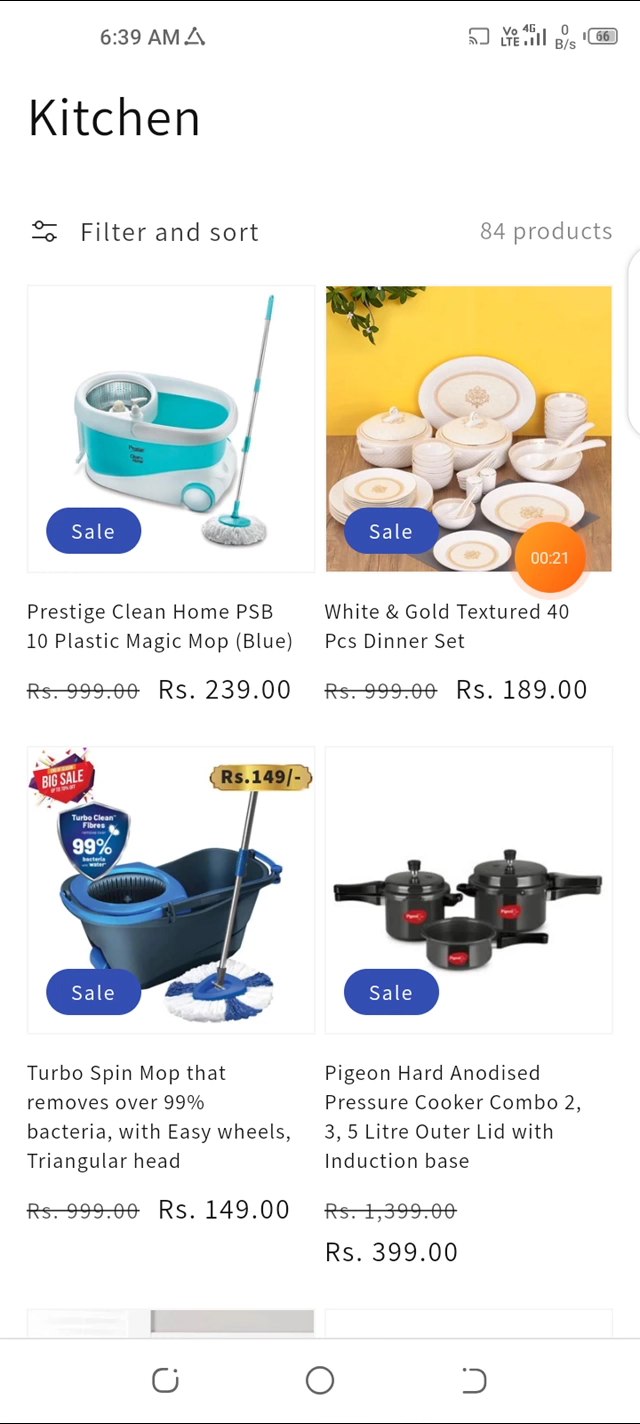 6:39 AM
Vo LTE 4G 0 B/s 66
Kitchen
Filter and sort
84 products
Sale
Sale
00:21
Prestige Clean Home PSB
10 Plastic Magic Mop (Blue)
Rs. 999.00 Rs. 239.00
White & Gold Textured 40
Pcs Dinner Set
Rs. 999.00 Rs. 189.00
BIG SALE
Rs.149/-
Turbo Clean™
Fibres
99%
bacteria
water
Sale
Pigeon
Pigeon
Sale
Turbo Spin Mop that
removes over 99%
bacteria, with Easy wheels,
Triangular head
Rs. 999.00 Rs. 149.00
Pigeon Hard Anodised
Pressure Cooker Combo 2,
3, 5 Litre Outer Lid with
Induction base
Rs. 1,399.00
Rs. 399.00